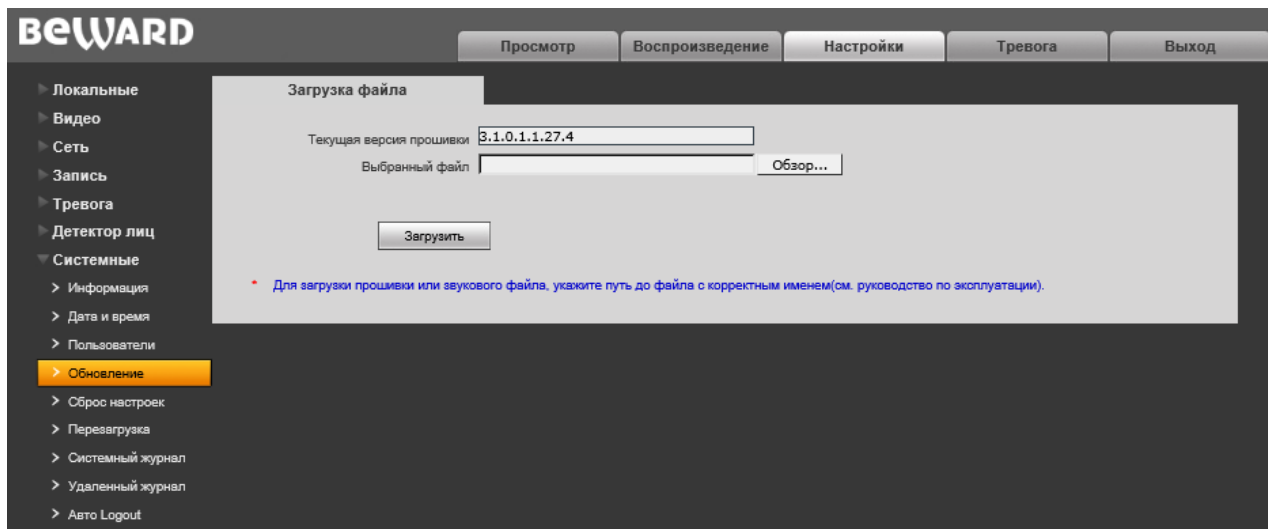 BEWARD
Просмотр Воспроизведение Настройки Тревога Выход
Локальные
Видео
Сеть
Запись
Тревога
Детектор лиц
Системные
Информация
Дата и время
Пользователи
Обновление
Сброс настроек
Перезагрузка
Системный журнал
Удаленный журнал
Авто Logout
Загрузка файла
Текущая версия прошивки 3.1.0.1.1.27.4
Выбранный файл Обзор...
Загрузить
* Для загрузки прошивки или звукового файла, укажите путь до файла с корректным именем(см. руководство по эксплуатации).